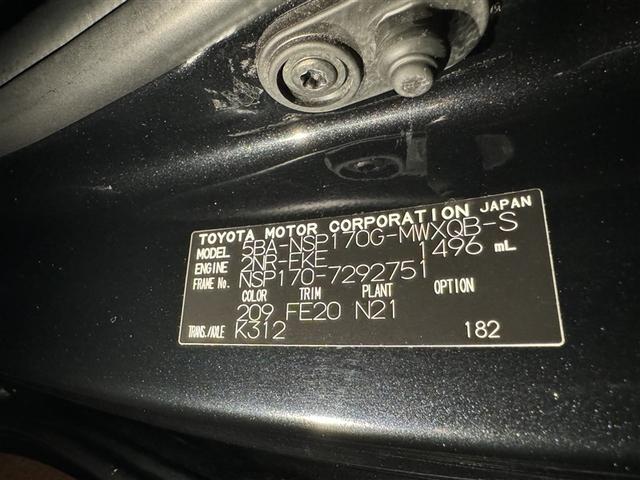 TOYOTA MOTOR CORPORATION JAPAN
MODEL 5BA-NSP170G-MWXQB-S
ENGINE 2NR-FKE 1496 mL
FRAME No. NSP170-7292751
COLOR TRIM PLANT OPTION
209 FE20 N21
TRANS./AXLE K312 182